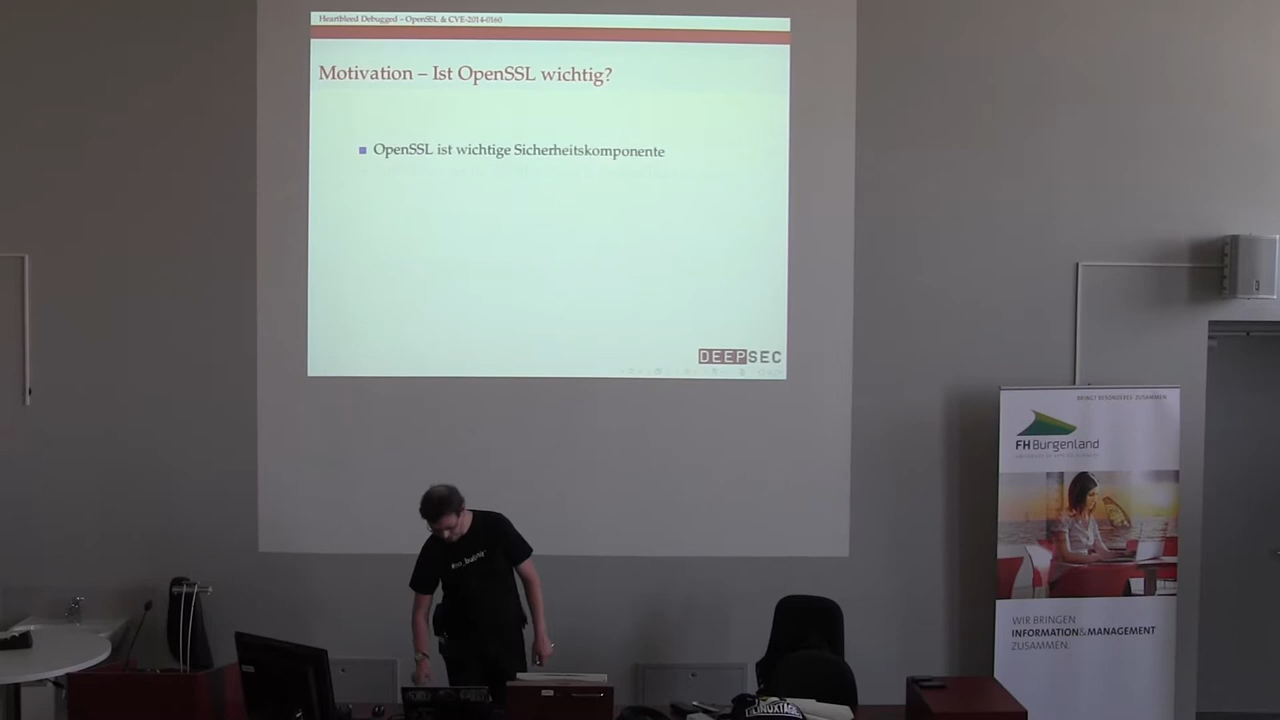 Heartbleed Debugged – OpenSSL & CVE-2014-0160
Motivation – Ist OpenSSL wichtig?
OpenSSL ist wichtige Sicherheitskomponente
DEEPSEC
BRINGT BESONDERES ZUSAMMEN
FH Burgenland
WIR BRINGEN
INFORMATION&MANAGEMENT
ZUSAMMEN.
LINUXTAGE